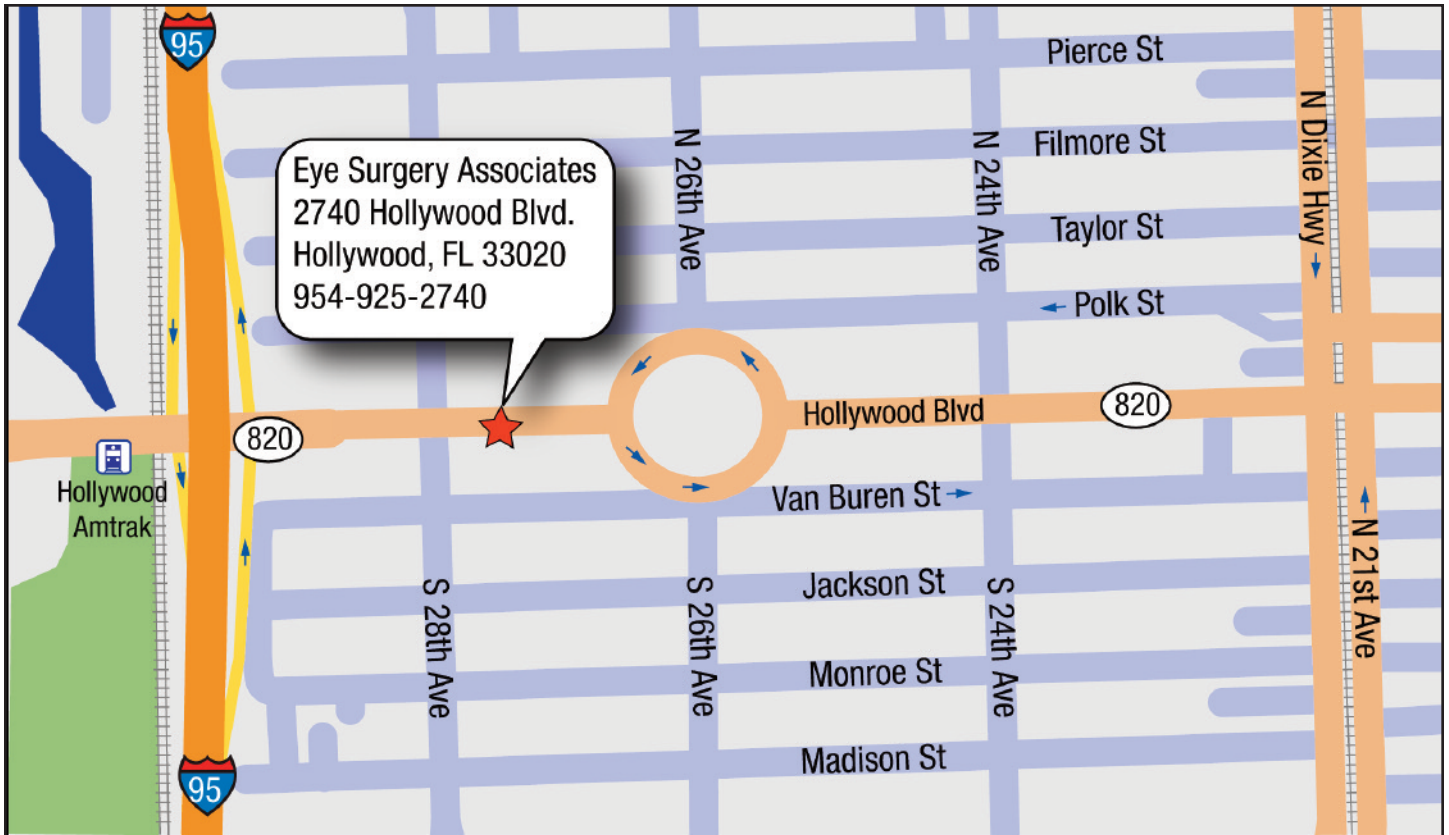 95
Pierce St
N Dixie Hwy
Filmore St
N 26th Ave
N 24th Ave
Eye Surgery Associates
2740 Hollywood Blvd.
Hollywood, FL 33020
954-925-2740
Taylor St
Polk St
Hollywood Blvd
820
820
Hollywood
Amtrak
Van Buren St
N 21st Ave
Jackson St
S 28th Ave
S 26th Ave
S 24th Ave
Monroe St
Madison St
95